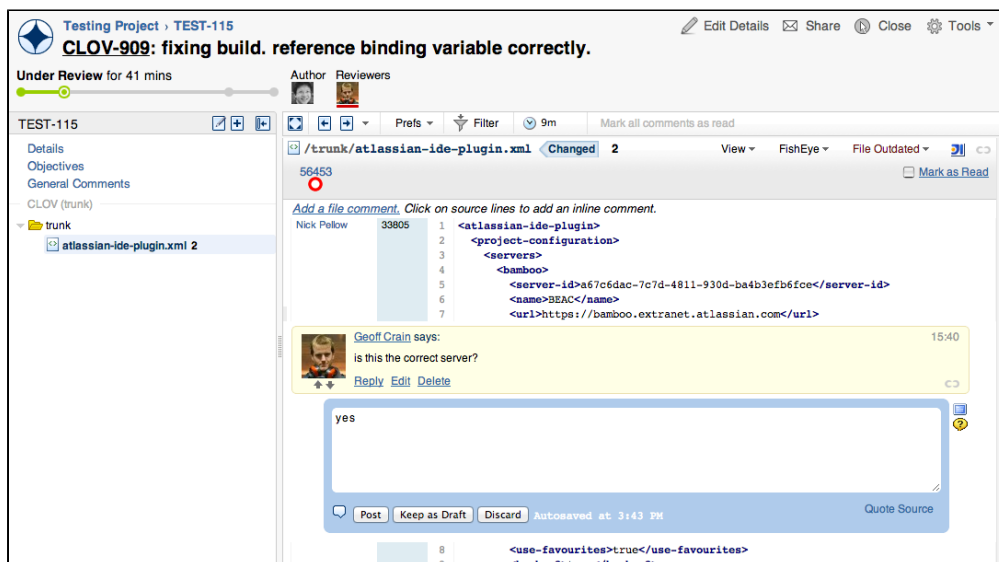 Testing Project › TEST-115
Edit Details Share Close Tools
CLOV-909: fixing build. reference binding variable correctly.
Under Review for 41 mins
Author Reviewers
TEST-115
Prefs Filter 9m Mark all comments as read
Details
Objectives
General Comments
CLOV (trunk)
trunk
atlassian-ide-plugin.xml 2
/trunk/atlassian-ide-plugin.xml Changed 2 View FishEye File Outdated
56453
Mark as Read
Add a file comment. Click on source lines to add an inline comment.
Nick Pellow 33805 1 <atlassian-ide-plugin>
2 <project-configuration>
3 <servers>
4 <bamboo>
5 <server-id>a67c6dac-7c7d-4811-930d-ba4b3efb6fce</server-id>
6 <name>BEAC</name>
7 <url>https://bamboo.extranet.atlassian.com</url>
Geoff Crain says: 15:40
is this the correct server?
Reply Edit Delete
yes
Post Keep as Draft Discard Autosaved at 3:43 PM Quote Source
8 <use-favourites>true</use-favourites>